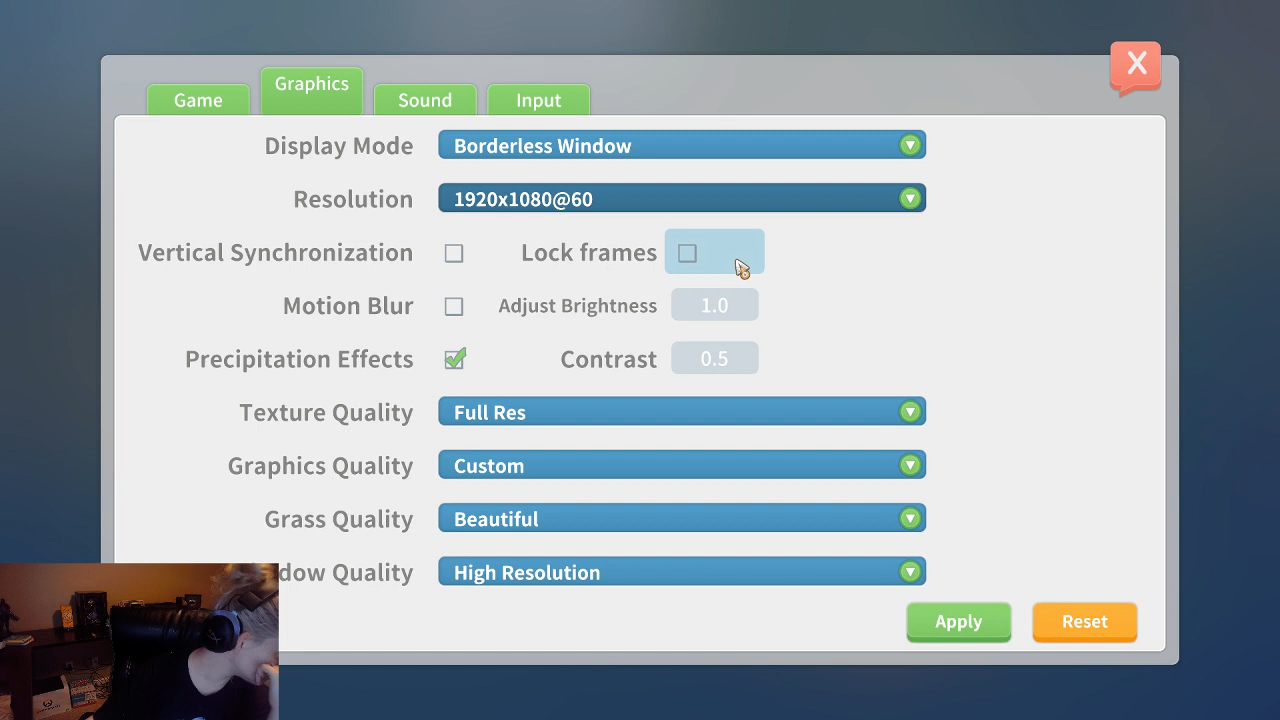 X
Game Graphics Sound Input
Display Mode Borderless Window
Resolution 1920x1080@60
Vertical Synchronization Lock frames
Motion Blur Adjust Brightness 1.0
Precipitation Effects Contrast 0.5
Texture Quality Full Res
Graphics Quality Custom
Grass Quality Beautiful
dow Quality High Resolution
Apply Reset